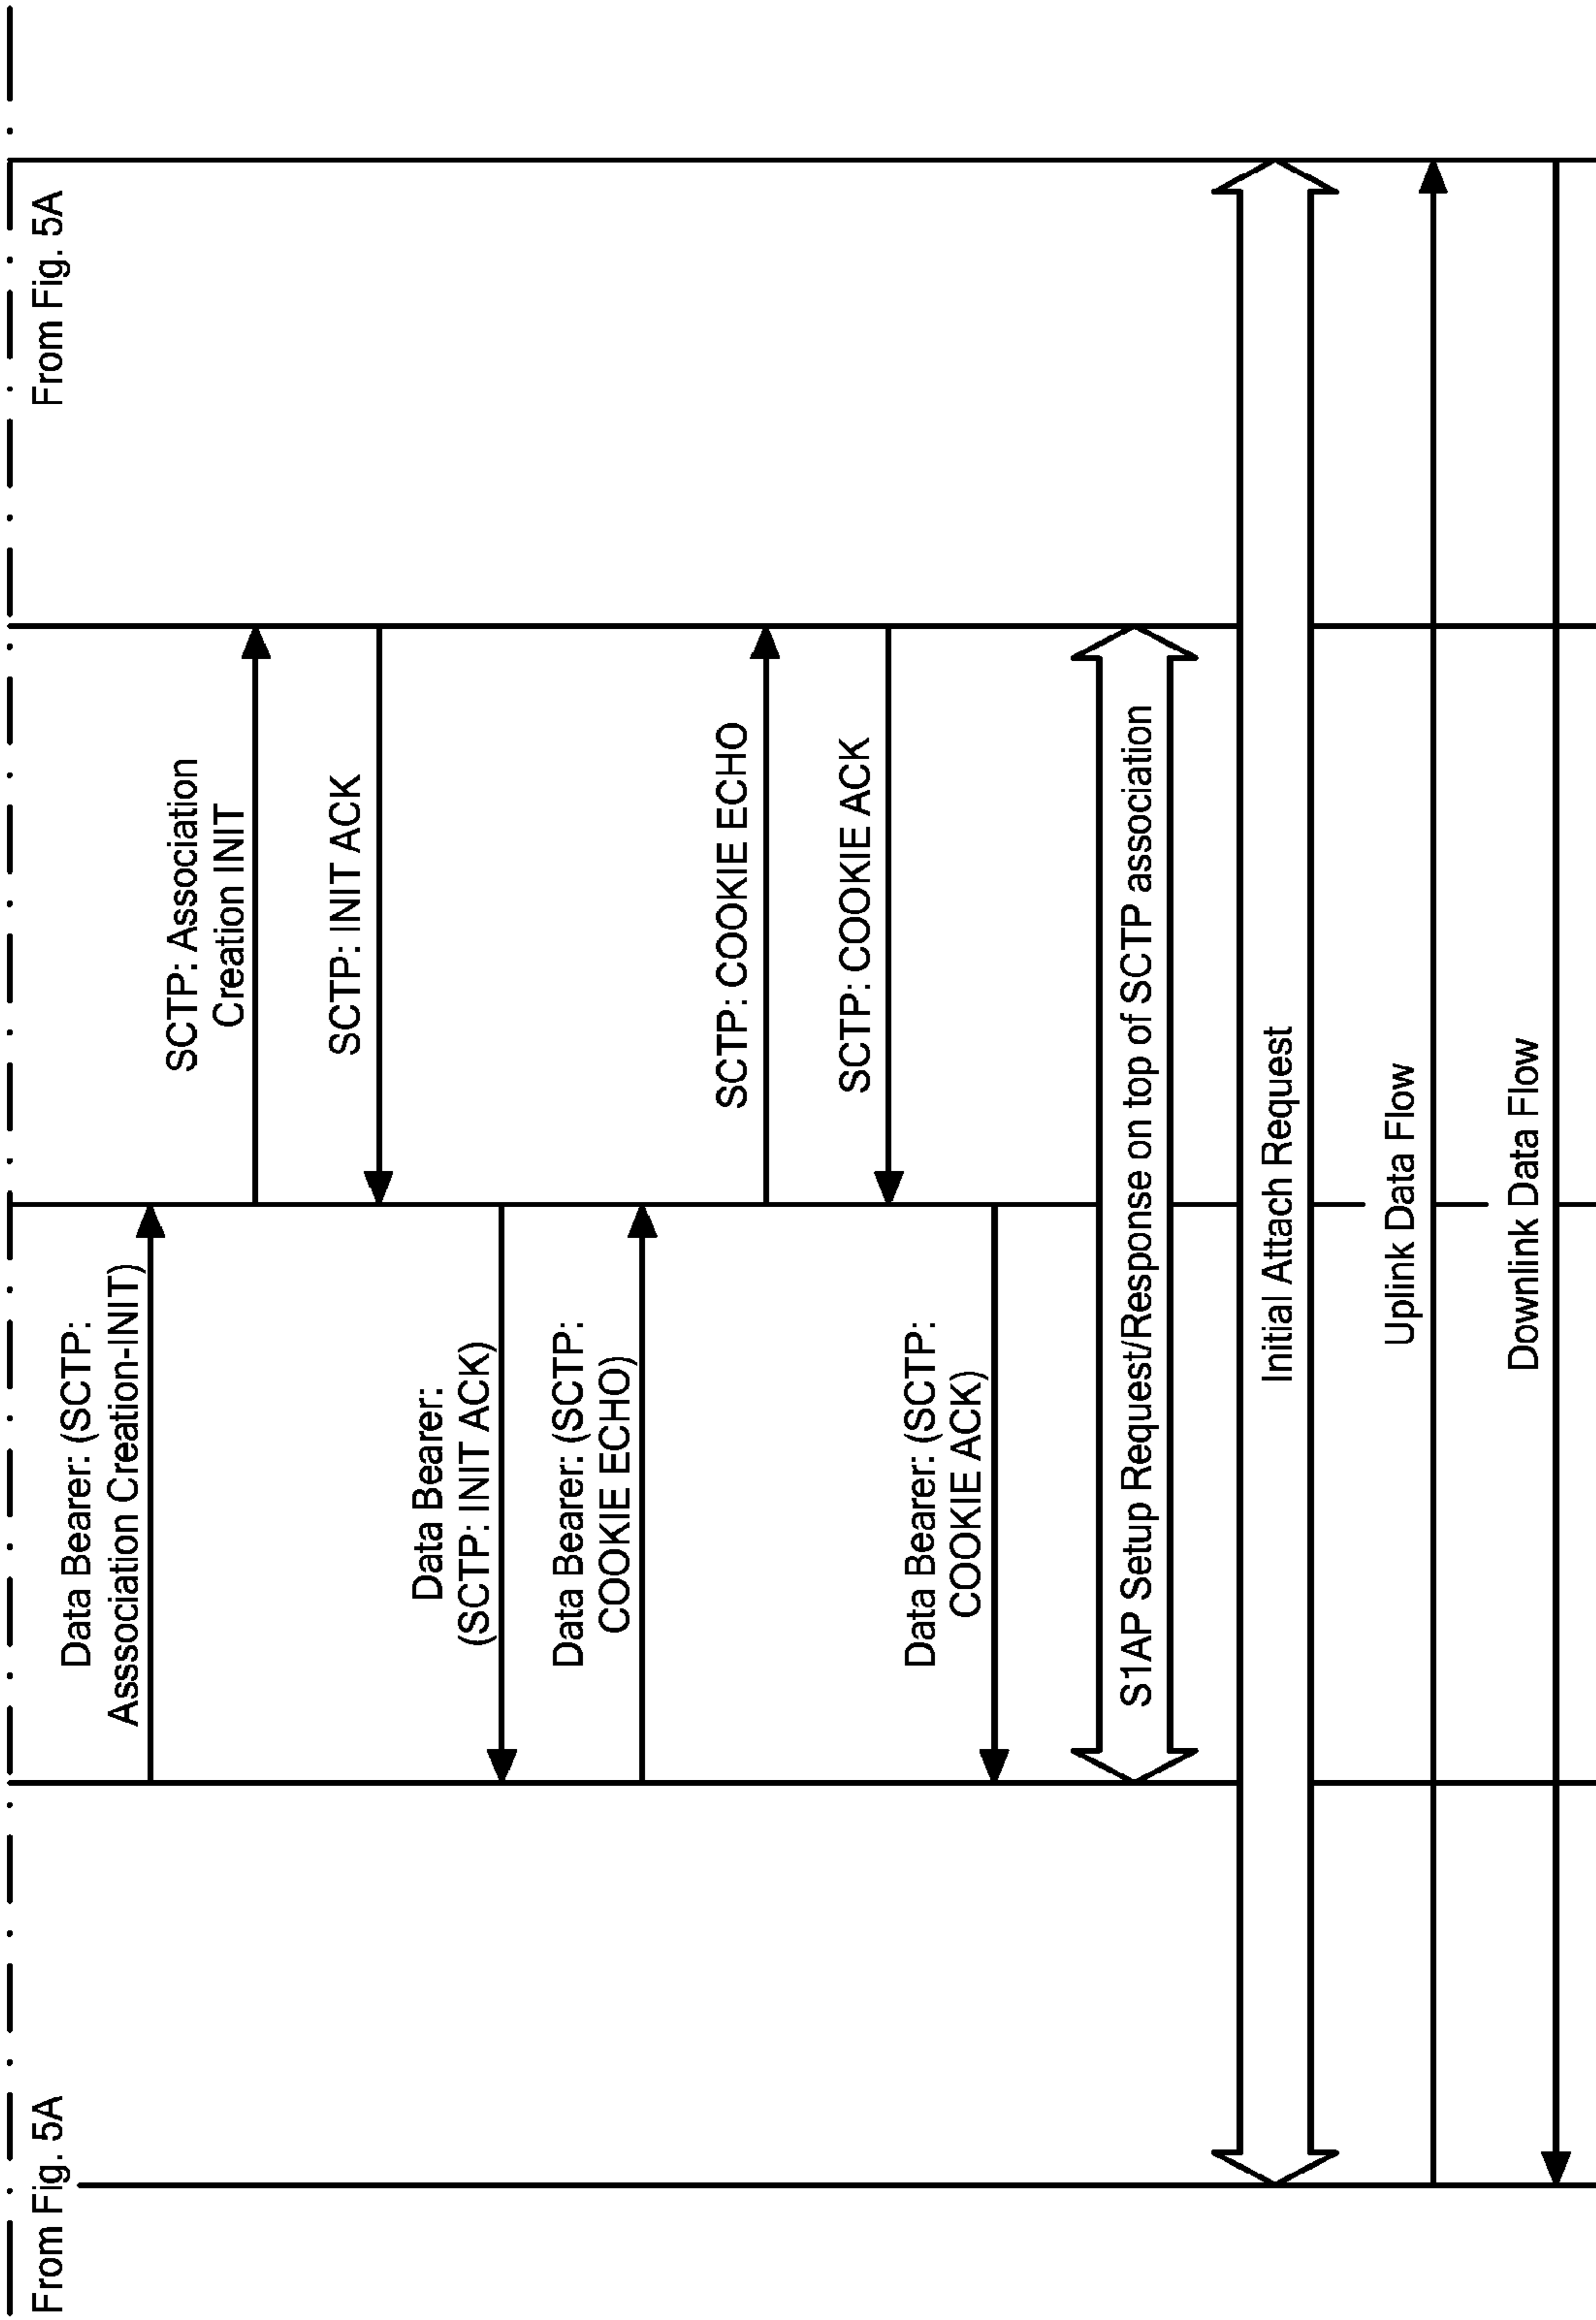 From Fig. 5A
From Fig. 5A
Data Bearer: (SCTP:
Association Creation-INIT)
SCTP: Association
Creation INIT
SCTP: INIT ACK
Data Bearer:
(SCTP: INIT ACK)
Data Bearer: (SCTP:
COOKIE ECHO)
SCTP: COOKIE ECHO
SCTP: COOKIE ACK
Data Bearer: (SCTP:
COOKIE ACK)
S1AP Setup Request/Response on top of SCTP association
Initial Attach Request
Uplink Data Flow
Downlink Data Flow